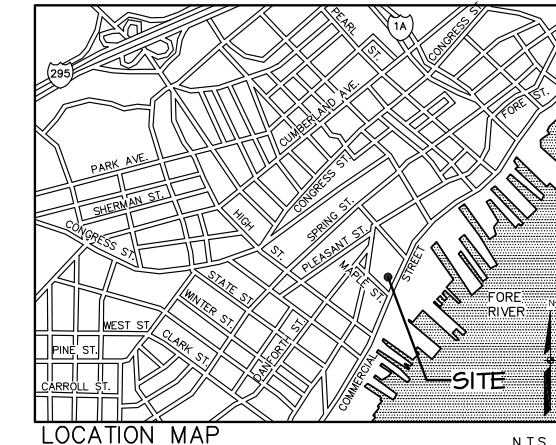 PEARL ST.
1A
CONGRESS ST.
295
FORE ST.
CUMBERLAND AVE.
PARK AVE.
SHERMAN ST.
CONGRESS ST.
CONGRESS ST.
HIGH ST.
SPRING ST.
PLEASANT ST.
MAPLE ST.
STATE ST.
WINTER ST.
WEST ST
CLARK ST.
DANFORTH ST.
PINE ST.
CARROLL ST.
COMMERCIAL STREET
FORE
RIVER
N
SITE
LOCATION MAP
N.T.S.